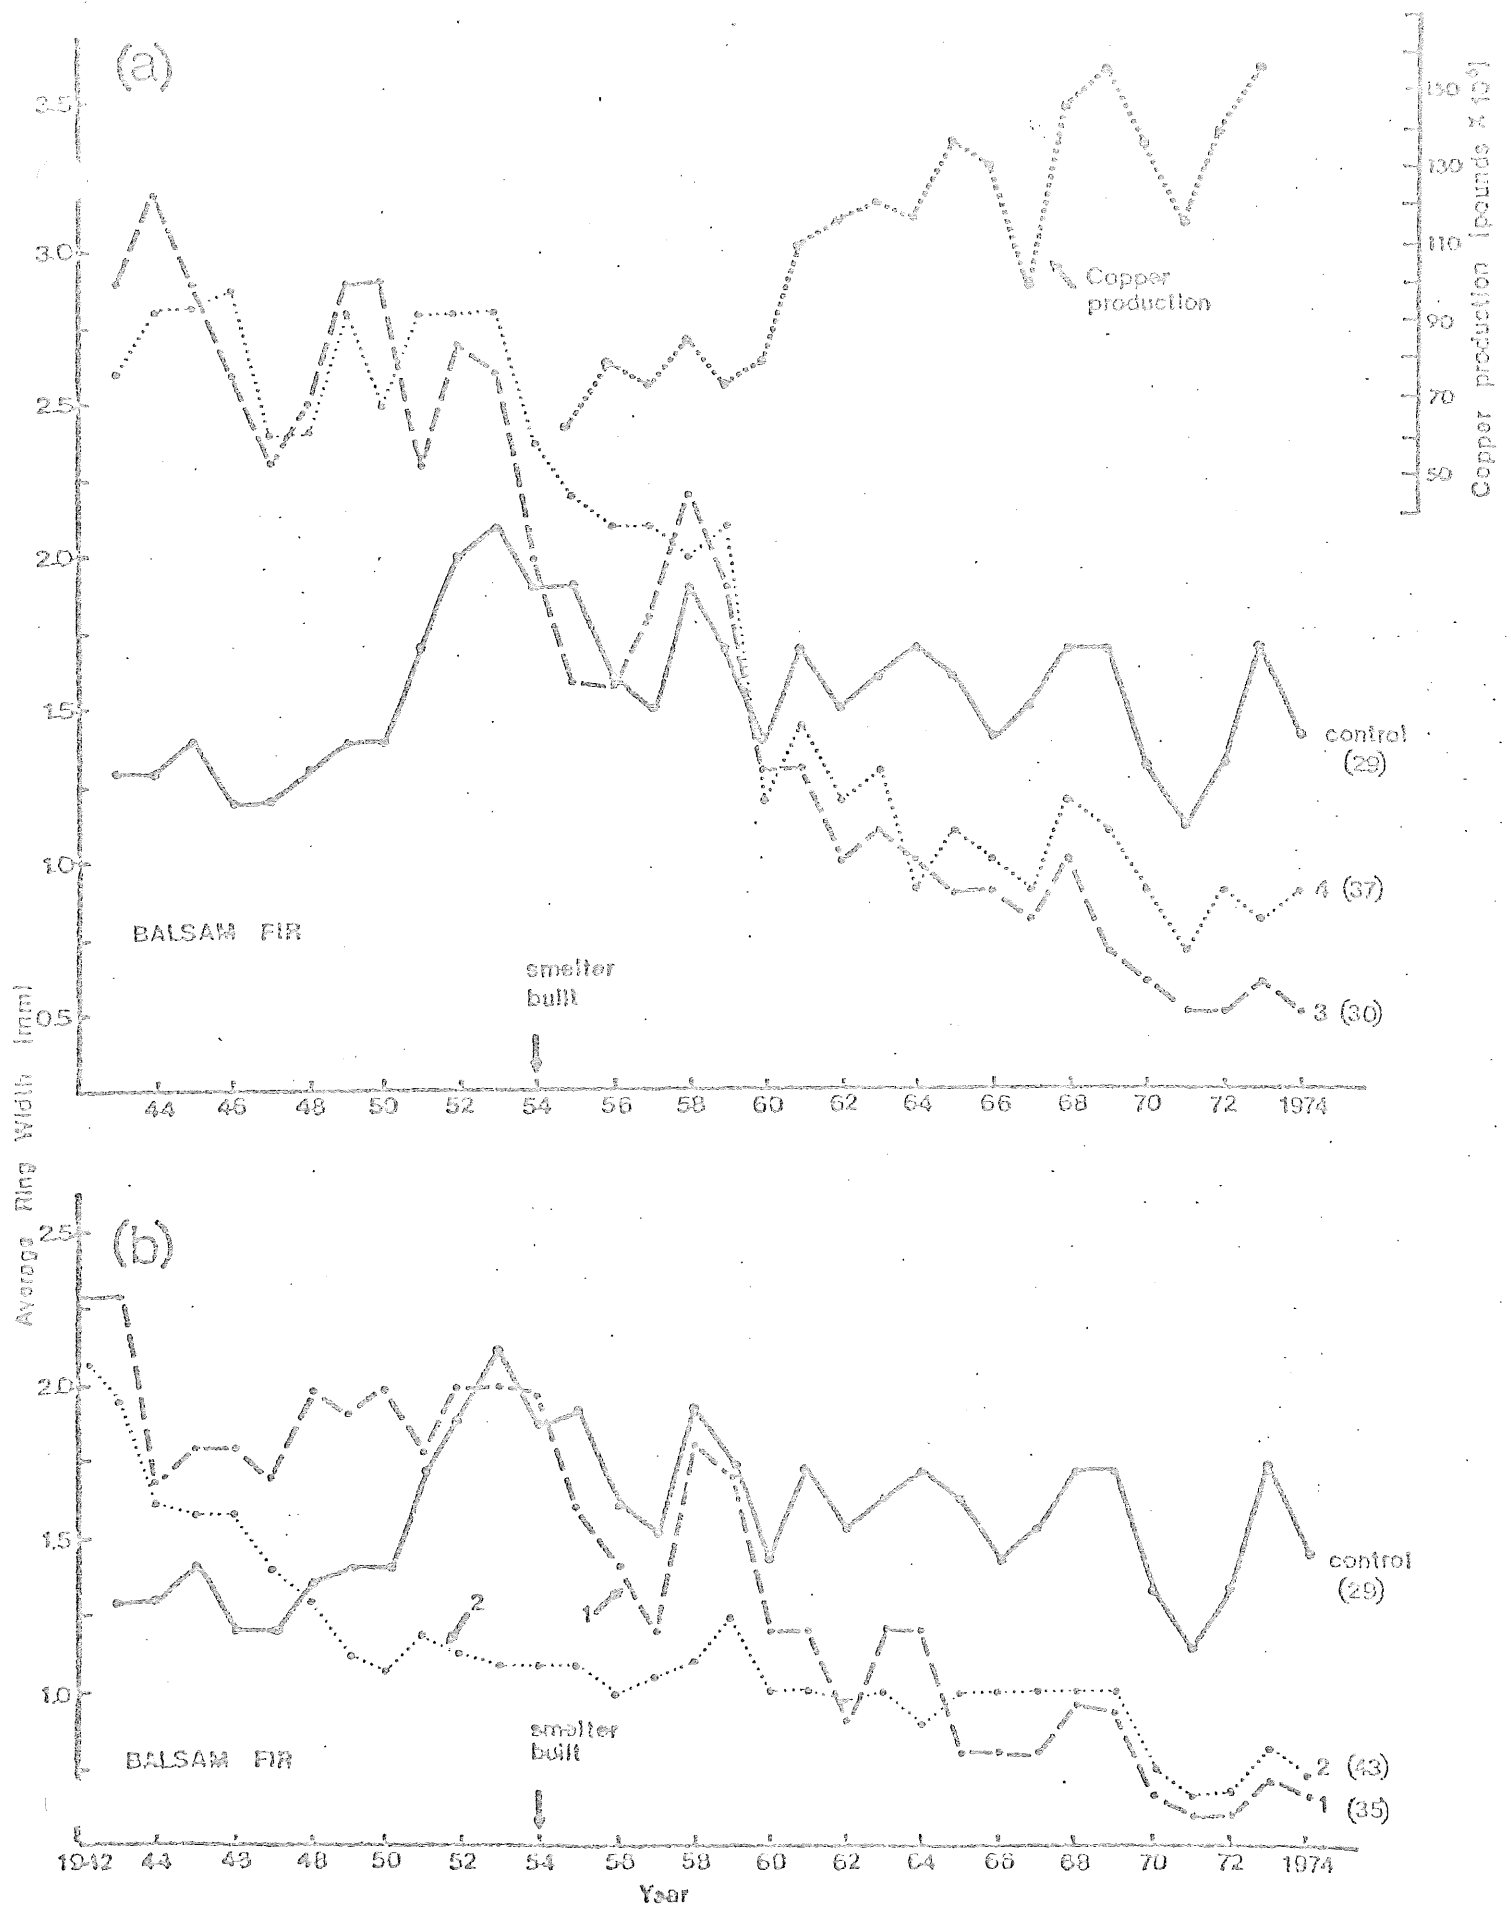 (a)
3.5
3.0
2.5
2.0
1.5
1.0
0.5
150
130
110
90
70
50
Copper production [pounds X 10⁶]
Copper
production
control
(29)
4 (37)
3 (30)
BALSAM FIR
smelter
built
44 46 48 50 52 54 56 58 60 62 64 66 68 70 72 1974
Average Ring Width [mm]
(b)
2.5
2.0
1.5
1.0
2
1
control
(29)
smelter
built
BALSAM FIR
2 (43)
1 (35)
1942 44 46 48 50 52 54 56 58 60 62 64 66 68 70 72 1974
Year